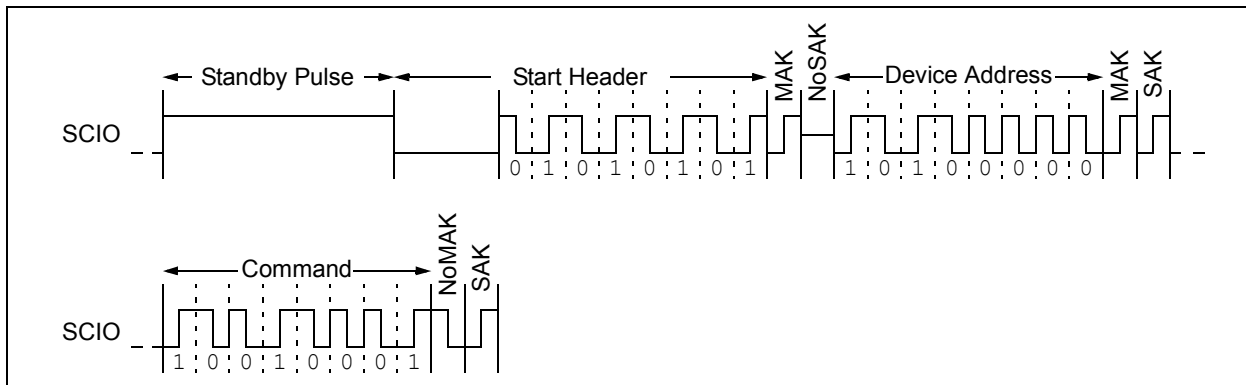 Standby Pulse
Start Header
MAK
NoSAK
Device Address
MAK
SAK
SCIO
0 1 0 1 0 1 0 1
1 0 1 0 0 0 0 0
Command
NoMAK
SAK
SCIO
1 0 0 1 0 0 0 1